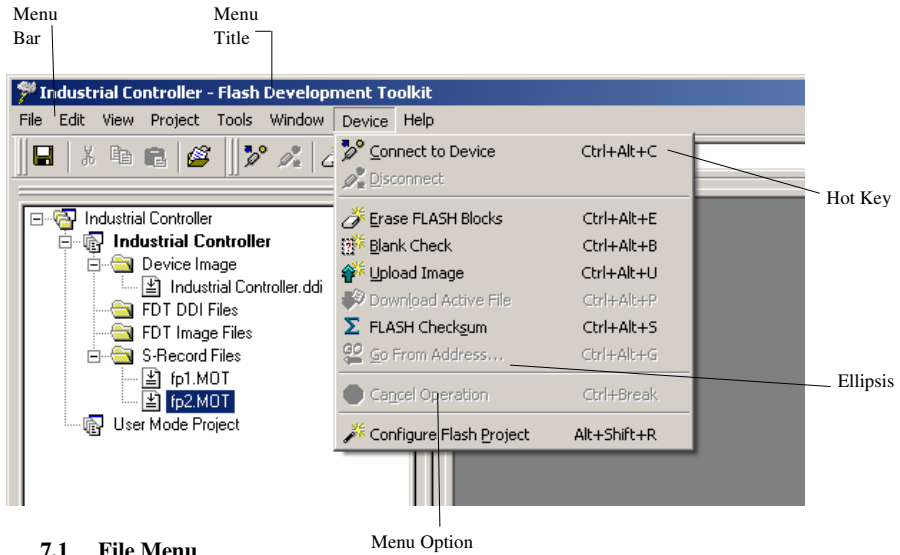 Menu
Bar
Menu
Title
Industrial Controller - Flash Development Toolkit
File Edit View Project Tools Window Device Help
Connect to Device Ctrl+Alt+C
Disconnect
Hot Key
Erase FLASH Blocks Ctrl+Alt+E
Blank Check Ctrl+Alt+B
Upload Image Ctrl+Alt+U
Download Active File Ctrl+Alt+P
FLASH Checksum Ctrl+Alt+S
Go From Address... Ctrl+Alt+G
Ellipsis
Cancel Operation Ctrl+Break
Configure Flash Project Alt+Shift+R
Industrial Controller
Industrial Controller
Device Image
Industrial Controller.ddi
FDT DDI Files
FDT Image Files
S-Record Files
fp1.MOT
fp2.MOT
User Mode Project
Menu Option
7.1 File Menu